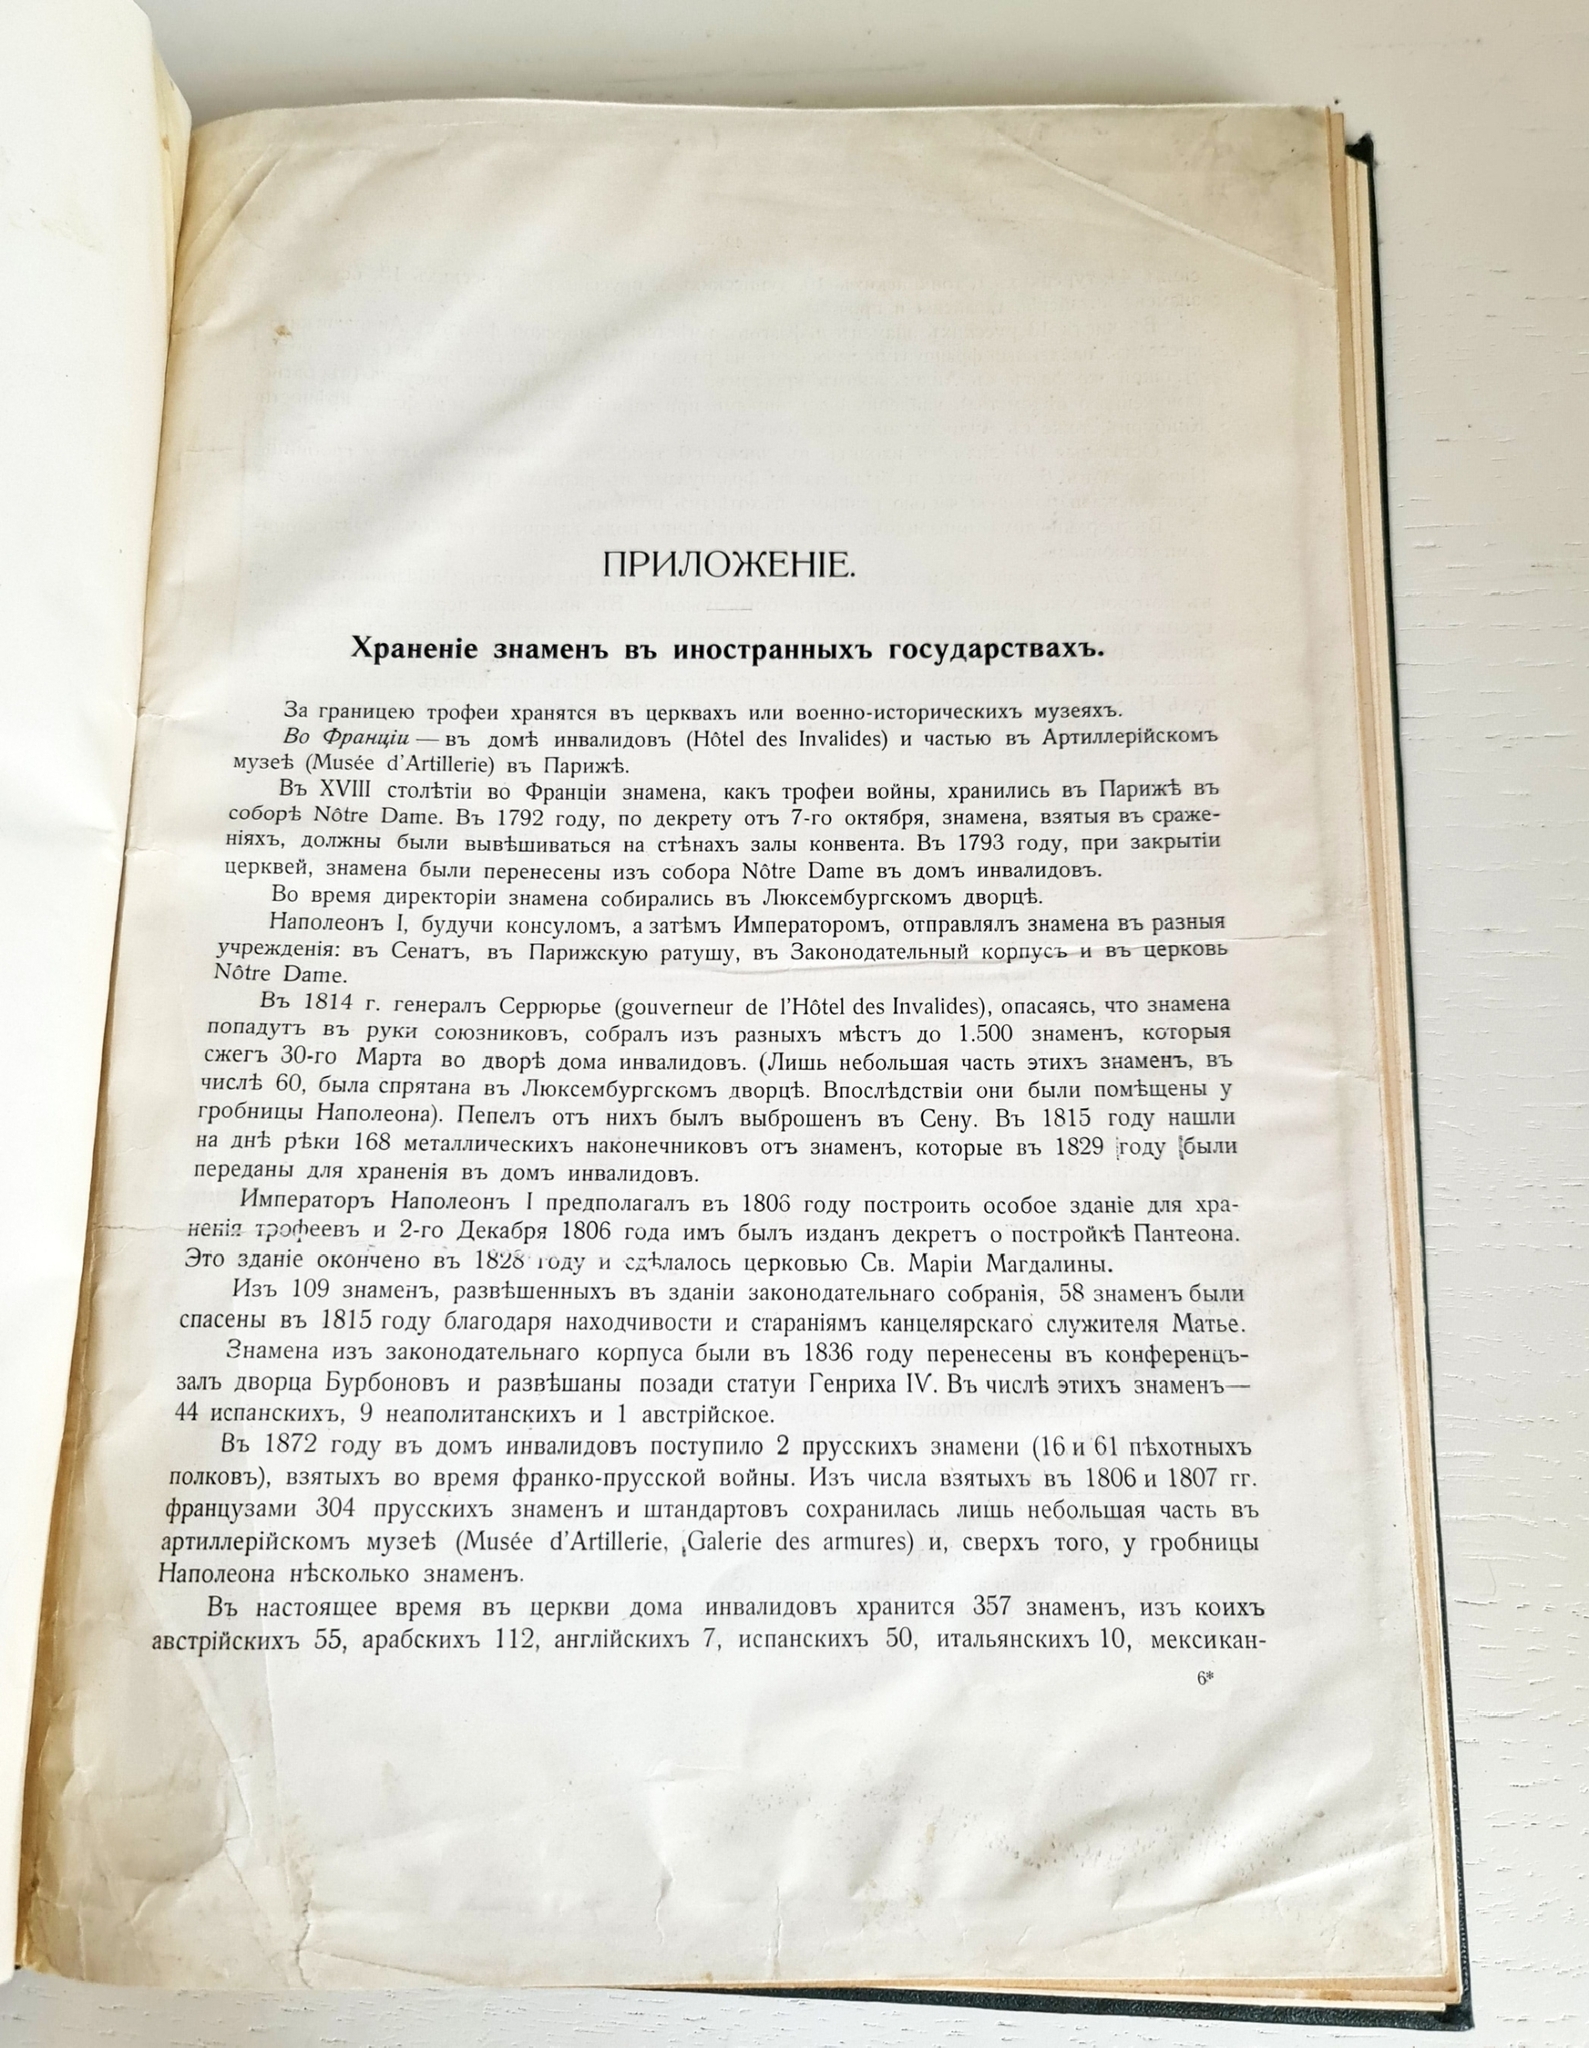 ПРИЛОЖЕНІЕ.
Храненіе знаменъ въ иностранныхъ государствахъ.
За границею трофеи хранятся въ церквахъ или военно-историческихъ музеяхъ.
Во Франціи — въ домѣ инвалидовъ (Hôtel des Invalides) и частью въ Артиллерійскомъ
музеѣ (Musée d'Artillerie) въ Парижѣ.
Въ XVIII столѣтіи во Франціи знамена, какъ трофеи войны, хранились въ Парижѣ въ
соборѣ Nôtre Dame. Въ 1792 году, по декрету отъ 7-го октября, знамена, взятыя въ сраже-
ніяхъ, должны были вывѣшиваться на стѣнахъ залы конвента. Въ 1793 году, при закрытіи
церквей, знамена были перенесены изъ собора Nôtre Dame въ домъ инвалидовъ.
Во время директоріи знамена собирались въ Люксембургскомъ дворцѣ.
Наполеонъ I, будучи консуломъ, а затѣмъ Императоромъ, отправлялъ знамена въ разныя
учрежденія: въ Сенатъ, въ Парижскую ратушу, въ Законодательный корпусъ и въ церковь
Nôtre Dame.
Въ 1814 г. генералъ Серрюрье (gouverneur de l'Hôtel des Invalides), опасаясь, что знамена
попадутъ въ руки союзниковъ, собралъ изъ разныхъ мѣстъ до 1.500 знаменъ, которыя
сжегъ 30-го Марта во дворѣ дома инвалидовъ. (Лишь небольшая часть этихъ знаменъ, въ
числѣ 60, была спрятана въ Люксембургскомъ дворцѣ. Впослѣдствіи они были помѣщены у
гробницы Наполеона). Пепелъ отъ нихъ былъ выброшенъ въ Сену. Въ 1815 году нашли
на днѣ рѣки 168 металлическихъ наконечниковъ отъ знаменъ, которые въ 1829 году были
переданы для храненія въ домъ инвалидовъ.
Императоръ Наполеонъ I предполагалъ въ 1806 году построить особое зданіе для хра-
ненія трофеевъ и 2-го Декабря 1806 года имъ былъ изданъ декретъ о постройкѣ Пантеона.
Это зданіе окончено въ 1828 году и сдѣлалось церковью Св. Маріи Магдалины.
Изъ 109 знаменъ, развѣшенныхъ въ зданіи законодательнаго собранія, 58 знаменъ были
спасены въ 1815 году благодаря находчивости и стараніямъ канцелярскаго служителя Матье.
Знамена изъ законодательнаго корпуса были въ 1836 году перенесены въ конференцъ-
залъ дворца Бурбоновъ и развѣшаны позади статуи Генриха IV. Въ числѣ этихъ знаменъ—
44 испанскихъ, 9 неаполитанскихъ и 1 австрійское.
Въ 1872 году въ домъ инвалидовъ поступило 2 прусскихъ знамени (16 и 61 пѣхотныхъ
полковъ), взятыхъ во время франко-прусской войны. Изъ числа взятыхъ въ 1806 и 1807 гг.
французами 304 прусскихъ знаменъ и штандартовъ сохранилась лишь небольшая часть въ
артиллерійскомъ музеѣ (Musée d'Artillerie, Galerie des armures) и, сверхъ того, у гробницы
Наполеона нѣсколько знаменъ.
Въ настоящее время въ церкви дома инвалидовъ хранится 357 знаменъ, изъ коихъ
австрійскихъ 55, арабскихъ 112, англійскихъ 7, испанскихъ 50, итальянскихъ 10, мексикан-
6*